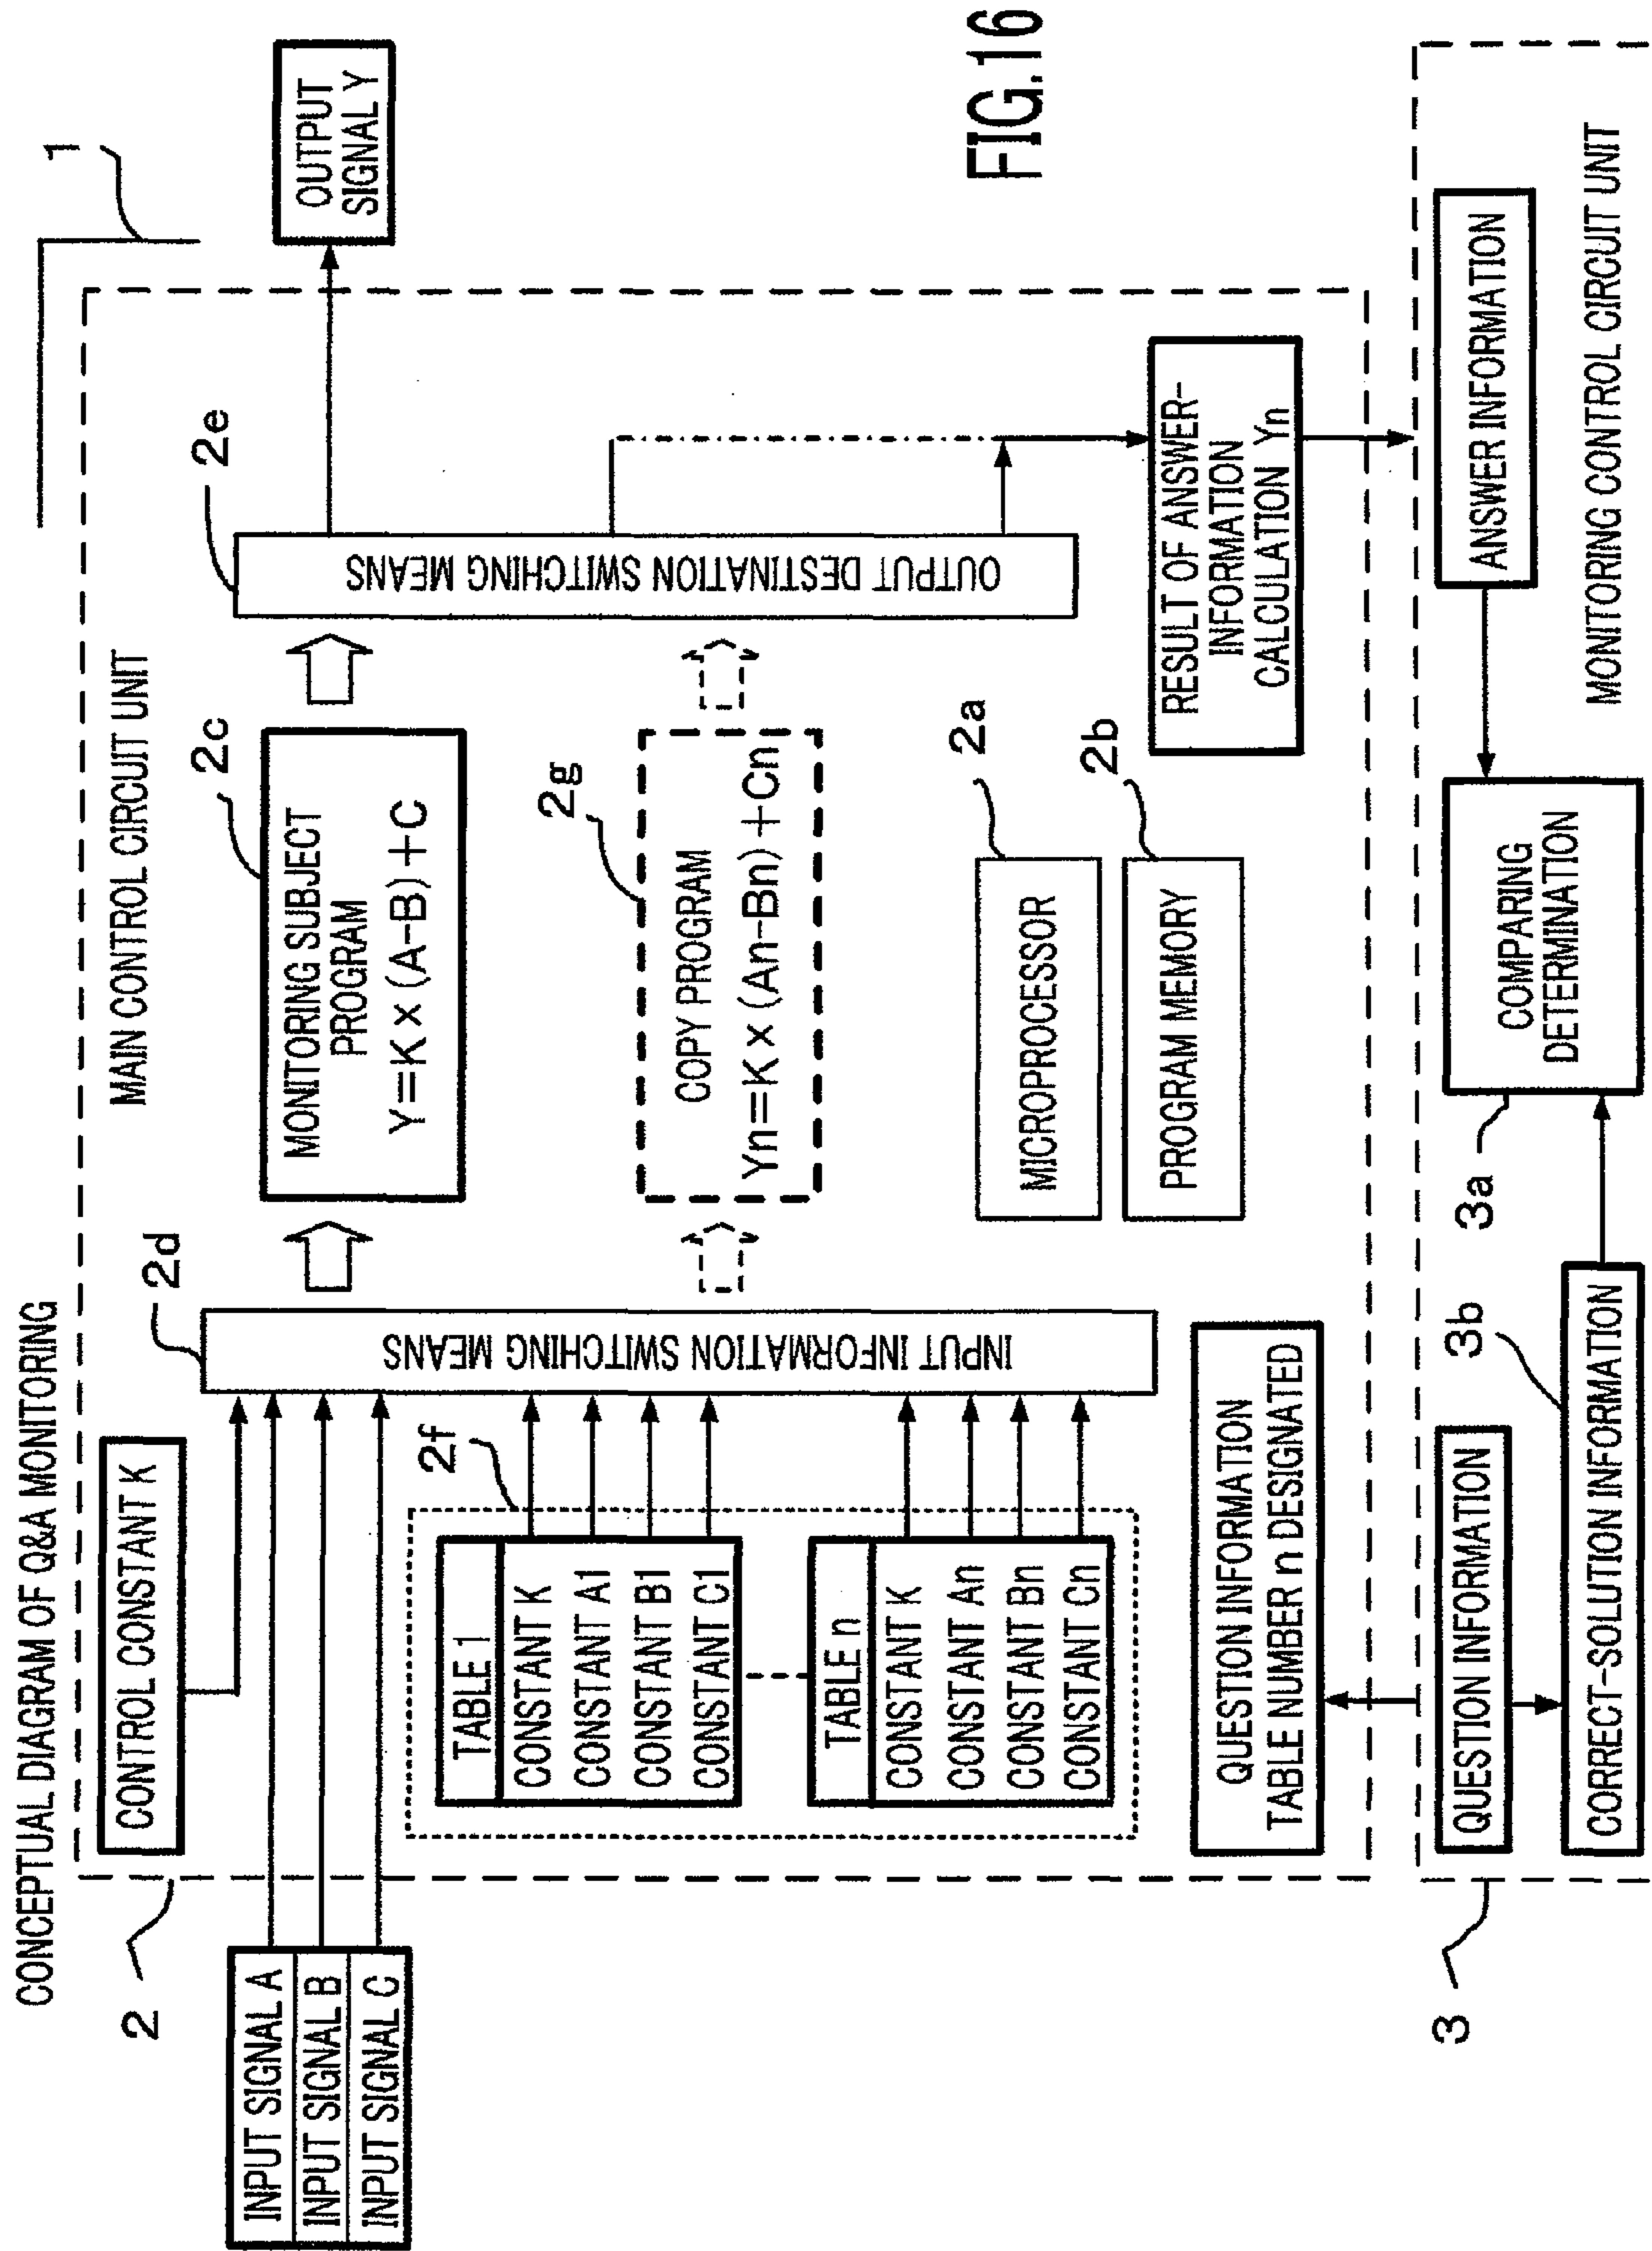 CONCEPTUAL DIAGRAM OF Q&A MONITORING
1
2
MAIN CONTROL CIRCUIT UNIT
CONTROL CONSTANT K
INPUT SIGNAL A
INPUT SIGNAL B
INPUT SIGNAL C
2d
INPUT INFORMATION SWITCHING MEANS
2c
MONITORING SUBJECT
PROGRAM
Y=K×(A-B)+C
2e
OUTPUT DESTINATION SWITCHING MEANS
OUTPUT
SIGNAL Y
2f
TABLE 1
CONSTANT K
CONSTANT A1
CONSTANT B1
CONSTANT C1
TABLE n
CONSTANT K
CONSTANT An
CONSTANT Bn
CONSTANT Cn
2g
COPY PROGRAM
Yn=K×(An-Bn)+Cn
2a
MICROPROCESSOR
2b
PROGRAM MEMORY
QUESTION INFORMATION
TABLE NUMBER n DESIGNATED
RESULT OF ANSWER-
INFORMATION
CALCULATION Yn
3
QUESTION INFORMATION
3b
CORRECT-SOLUTION INFORMATION
3a
COMPARING
DETERMINATION
ANSWER INFORMATION
MONITORING CONTROL CIRCUIT UNIT
FIG.16